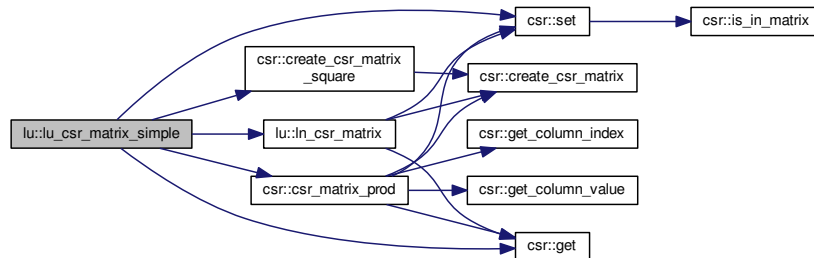 lu::lu_csr_matrix_simple
csr::create_csr_matrix
_square
lu::ln_csr_matrix
csr::csr_matrix_prod
csr::set
csr::create_csr_matrix
csr::get_column_index
csr::get_column_value
csr::get
csr::is_in_matrix